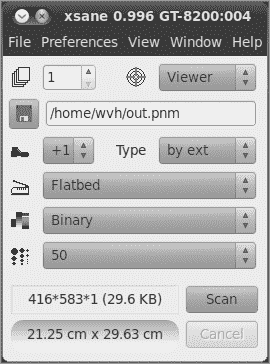 xsane 0.996 GT-8200:004
File Preferences View Window Help
1 Viewer
/home/wvh/out.pnm
+1 Type by ext
Flatbed
Binary
50
416*583*1 (29.6 KB) Scan
21.25 cm x 29.63 cm Cancel